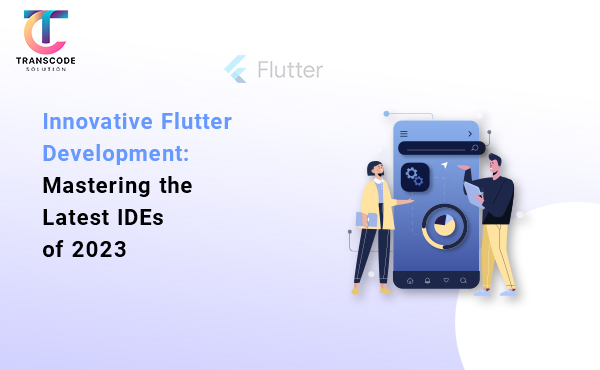 TRANSCODE
SOLUTION
Flutter
Innovative Flutter
Development:
Mastering the
Latest IDEs
of 2023